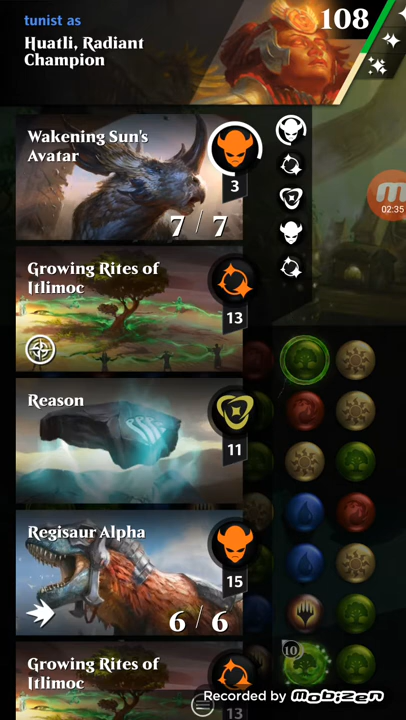 tunist as
Huatli, Radiant
Champion
108
02:35
Wakening Sun's
Avatar
3
7 / 7
Growing Rites of
Itlimoc
13
Reason
11
Regisaur Alpha
15
6 / 6
10
Growing Rites of
Itlimoc
13
Recorded by Mobizen